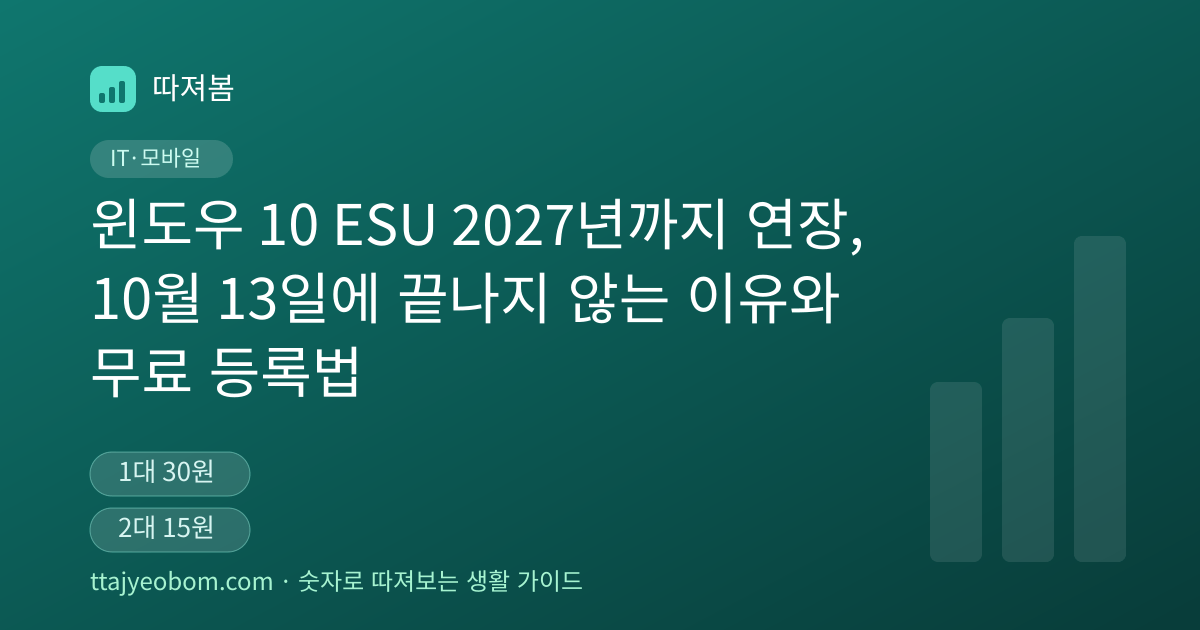 따져봄
IT·모바일
윈도우 10 ESU 2027년까지 연장,
10월 13일에 끝나지 않는 이유와
무료 등록법
1대 30원
2대 15원
ttajyeobom.com · 숫자로 따져보는 생활 가이드